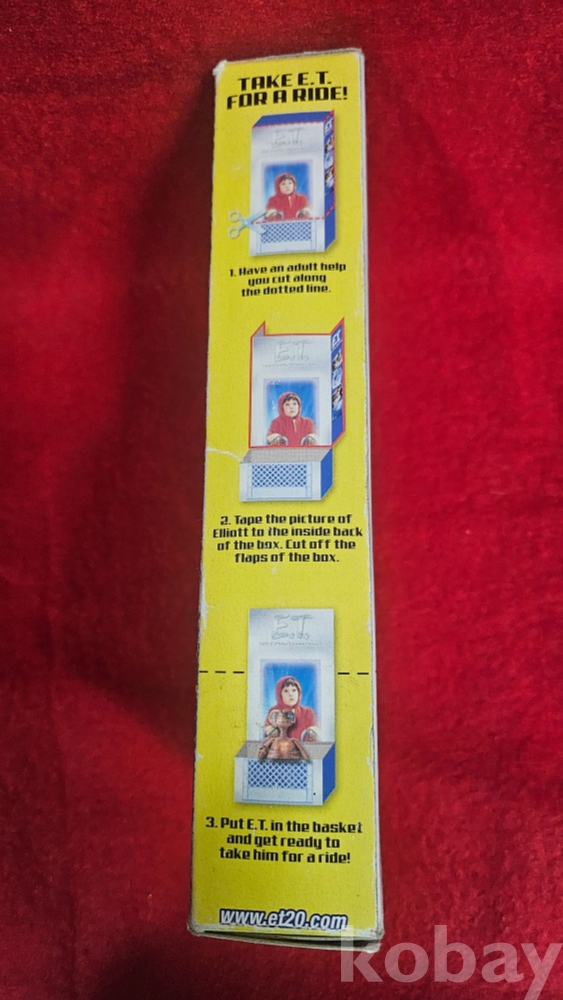 TAKE E.T.
FOR A RIDE!
1. Have an adult help
you cut along
the dotted line.
E.T.
2. Tape the picture of
Elliott to the inside back
of the box. Cut off the
flaps of the box.
E.T.
3. Put E.T. in the basket
and get ready to
take him for a ride!
www.et20.com
kobay